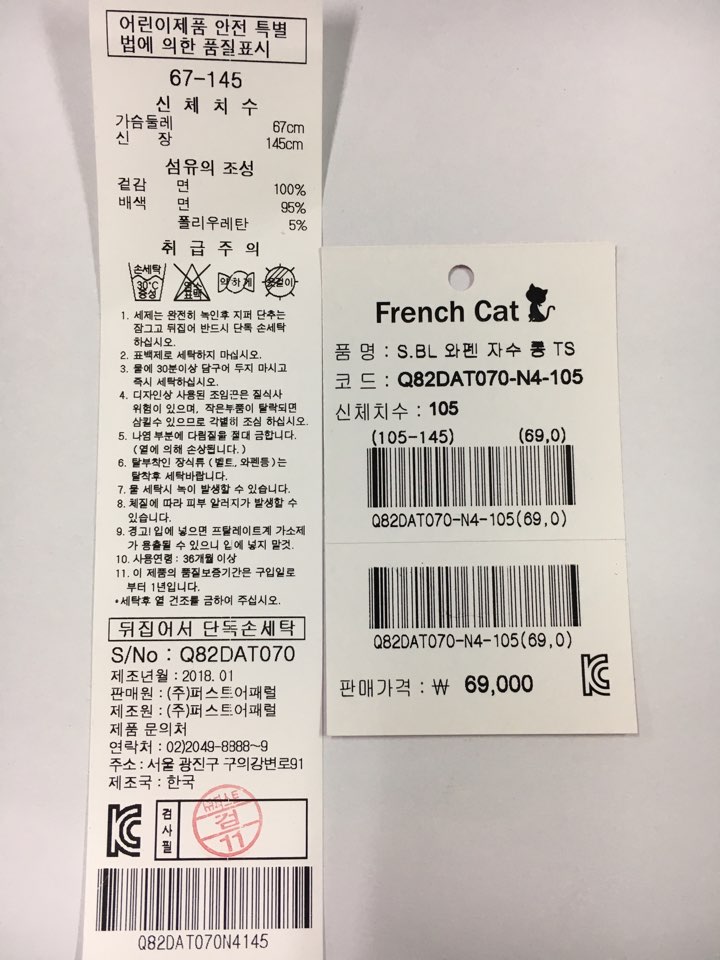 어린이제품 안전 특별
법에 의한 품질표시
67-145
신 체 치 수
가슴둘레 67cm
신 장 145cm
섬유의 조성
겉감 면 100%
배색 면 95%
폴리우레탄 5%
취 급 주 의
손세탁
30℃
중성
염소
표백
약하게
옷걸이
1. 세제는 완전히 녹인후 지퍼 단추는
잠그고 뒤집어 반드시 단독 손세탁
하십시오.
2. 표백제로 세탁하지 마십시오.
3. 물에 30분이상 담구어 두지 마시고
즉시 세탁하십시오.
4. 디자인상 사용된 조임끈은 질식사
위험이 있으며, 작은부품이 탈락되면
삼킬수 있으므로 각별히 조심 하십시오.
5. 나염 부분에 다림질을 절대 금합니다.
(열에 의해 손상됩니다.)
6. 탈부착인 장식류 (벨트, 와펜등)는
탈착후 세탁바랍니다.
7. 물 세탁시 녹이 발생할 수 있습니다.
8. 체질에 따라 피부 알러지가 발생할 수
있습니다.
9. 경고! 입에 넣으면 프탈레이트계 가소제
가 용출될 수 있으니 입에 넣지 말것.
10. 사용연령 : 36개월 이상
11. 이 제품의 품질보증기간은 구입일로
부터 1년입니다.
*세탁후 열 건조를 금하여 주십시오.
뒤집어서 단독손세탁
S/No : Q82DAT070
제조년월 : 2018. 01
판매원 : (주)퍼스트어패럴
제조원 : (주)퍼스트어패럴
제품 문의처
연락처 : 02)2049-8888~9
주소 : 서울 광진구 구의강변로91
제조국 : 한국
검사필
검
11
Q82DAT070N4145
French Cat
품 명 : S.BL 와펜 자수 롱 TS
코 드 : Q82DAT070-N4-105
신체치수 : 105
(105-145) (69,0)
Q82DAT070-N4-105(69,0)
Q82DAT070-N4-105(69,0)
판매가격 : ₩ 69,000